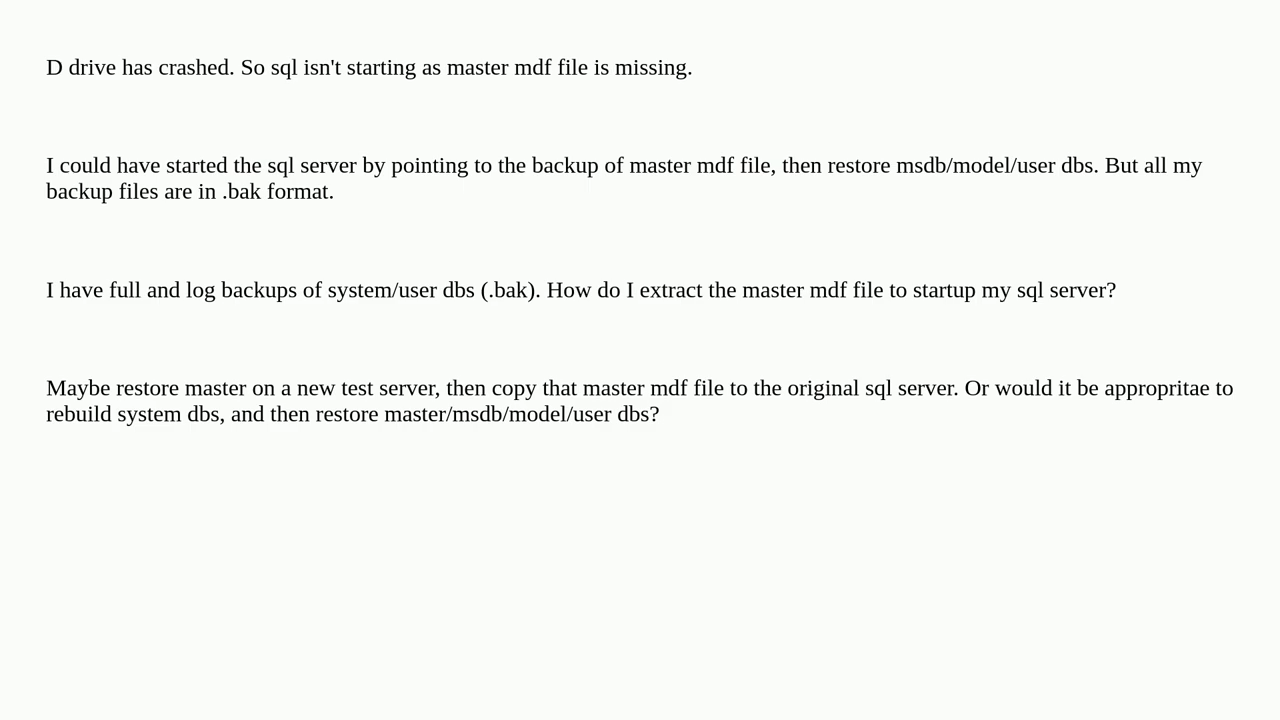 D drive has crashed. So sql isn't starting as master mdf file is missing.
I could have started the sql server by pointing to the backup of master mdf file, then restore msdb/model/user dbs. But all my
backup files are in .bak format.
I have full and log backups of system/user dbs (.bak). How do I extract the master mdf file to startup my sql server?
Maybe restore master on a new test server, then copy that master mdf file to the original sql server. Or would it be appropritae to
rebuild system dbs, and then restore master/msdb/model/user dbs?